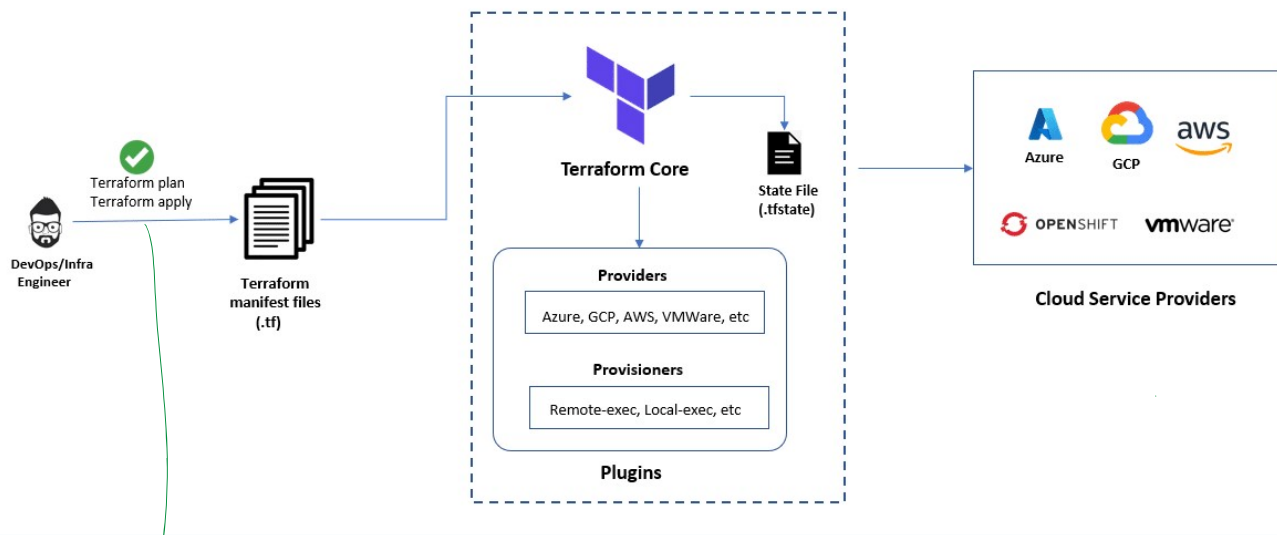 Terraform plan
Terraform apply
DevOps/Infra
Engineer
Terraform
manifest files
(.tf)
Terraform Core
State File
(.tfstate)
Providers
Azure, GCP, AWS, VMWare, etc
Provisioners
Remote-exec, Local-exec, etc
Plugins
Azure
GCP
aws
OPENSHIFT
vmware®
Cloud Service Providers